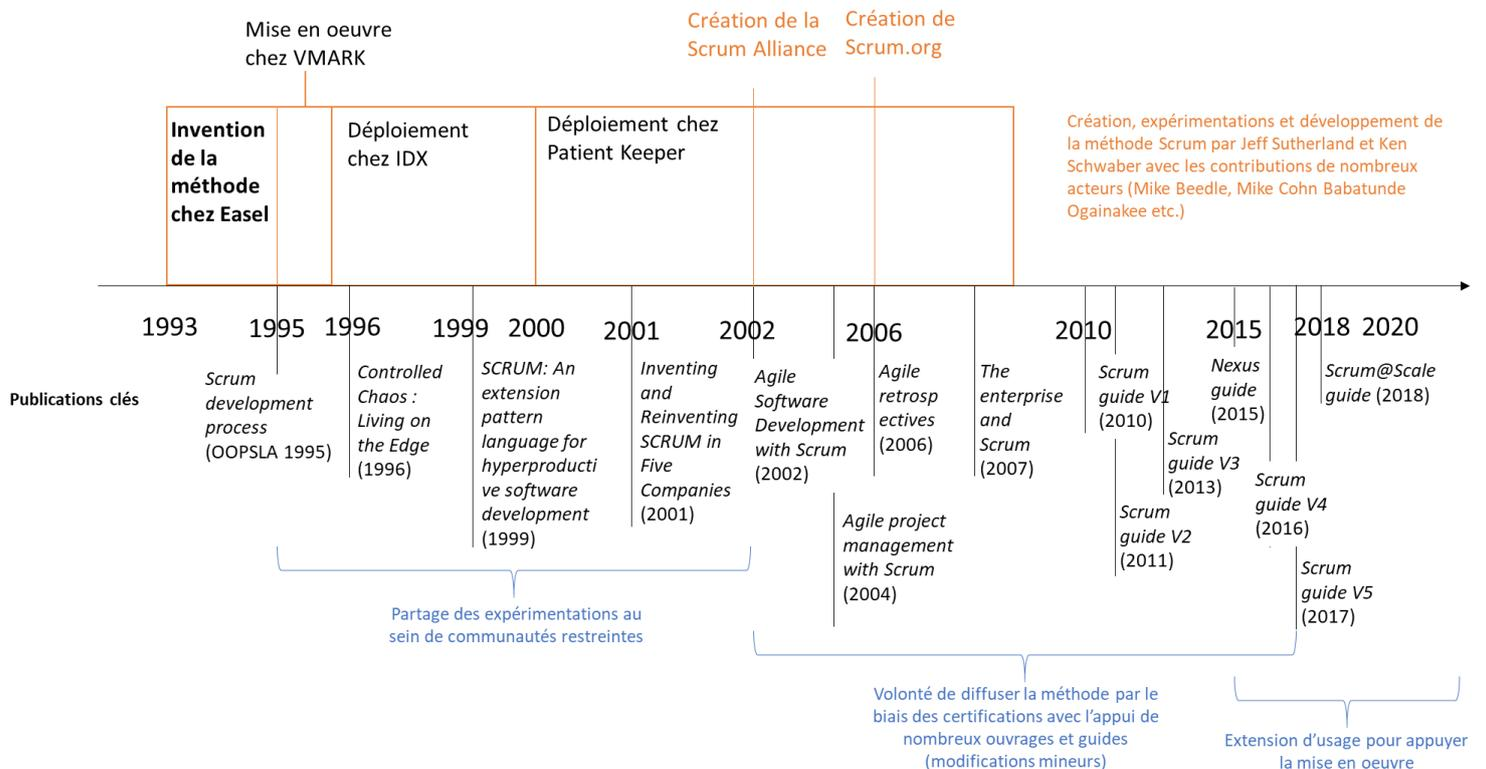 Mise en oeuvre
chez VMARK
Création de la
Scrum Alliance
Création de
Scrum.org
Invention
de la
méthode
chez Easel
Déploiement
chez IDX
Déploiement chez
Patient Keeper
Création, expérimentations et développement de
la méthode Scrum par Jeff Sutherland et Ken
Schwaber avec les contributions de nombreux
acteurs (Mike Beedle, Mike Cohn Babatunde
Ogainakee etc.)
1993
1995
1996
1999
2000
2001
2002
2006
2010
2015
2018
2020
Publications clés
Scrum
development
process
(OOPSLA 1995)
Controlled
Chaos :
Living on
the Edge
(1996)
SCRUM: An
extension
pattern
language for
hyperproducti
ve software
development
(1999)
Inventing
and
Reinventing
SCRUM in
Five
Companies
(2001)
Agile
Software
Development
with Scrum
(2002)
Agile project
management
with Scrum
(2004)
Agile
retrosp
ectives
(2006)
The
enterprise
and
Scrum
(2007)
Scrum
guide V1
(2010)
Scrum
guide V2
(2011)
Scrum
guide V3
(2013)
Nexus
guide
(2015)
Scrum
guide V4
(2016)
Scrum
guide V5
(2017)
Scrum@Scale
guide (2018)
Partage des expérimentations au
sein de communautés restreintes
Volonté de diffuser la méthode par le
biais des certifications avec l’appui de
nombreux ouvrages et guides
(modifications mineurs)
Extension d’usage pour appuyer
la mise en oeuvre